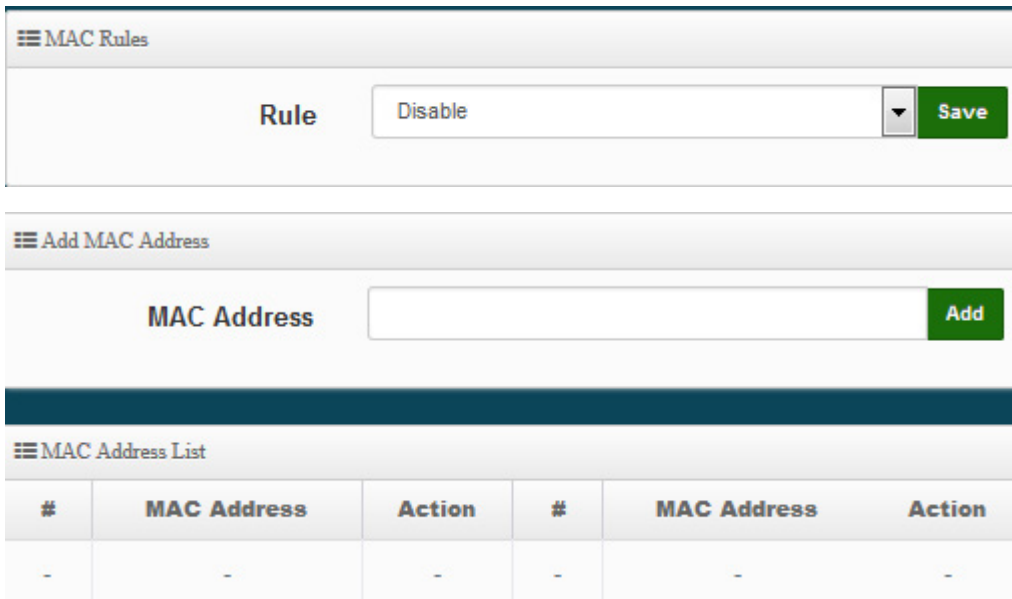 MAC Rules
Rule Disable Save
Add MAC Address
MAC Address Add
MAC Address List
# MAC Address Action # MAC Address Action
- - - - - -